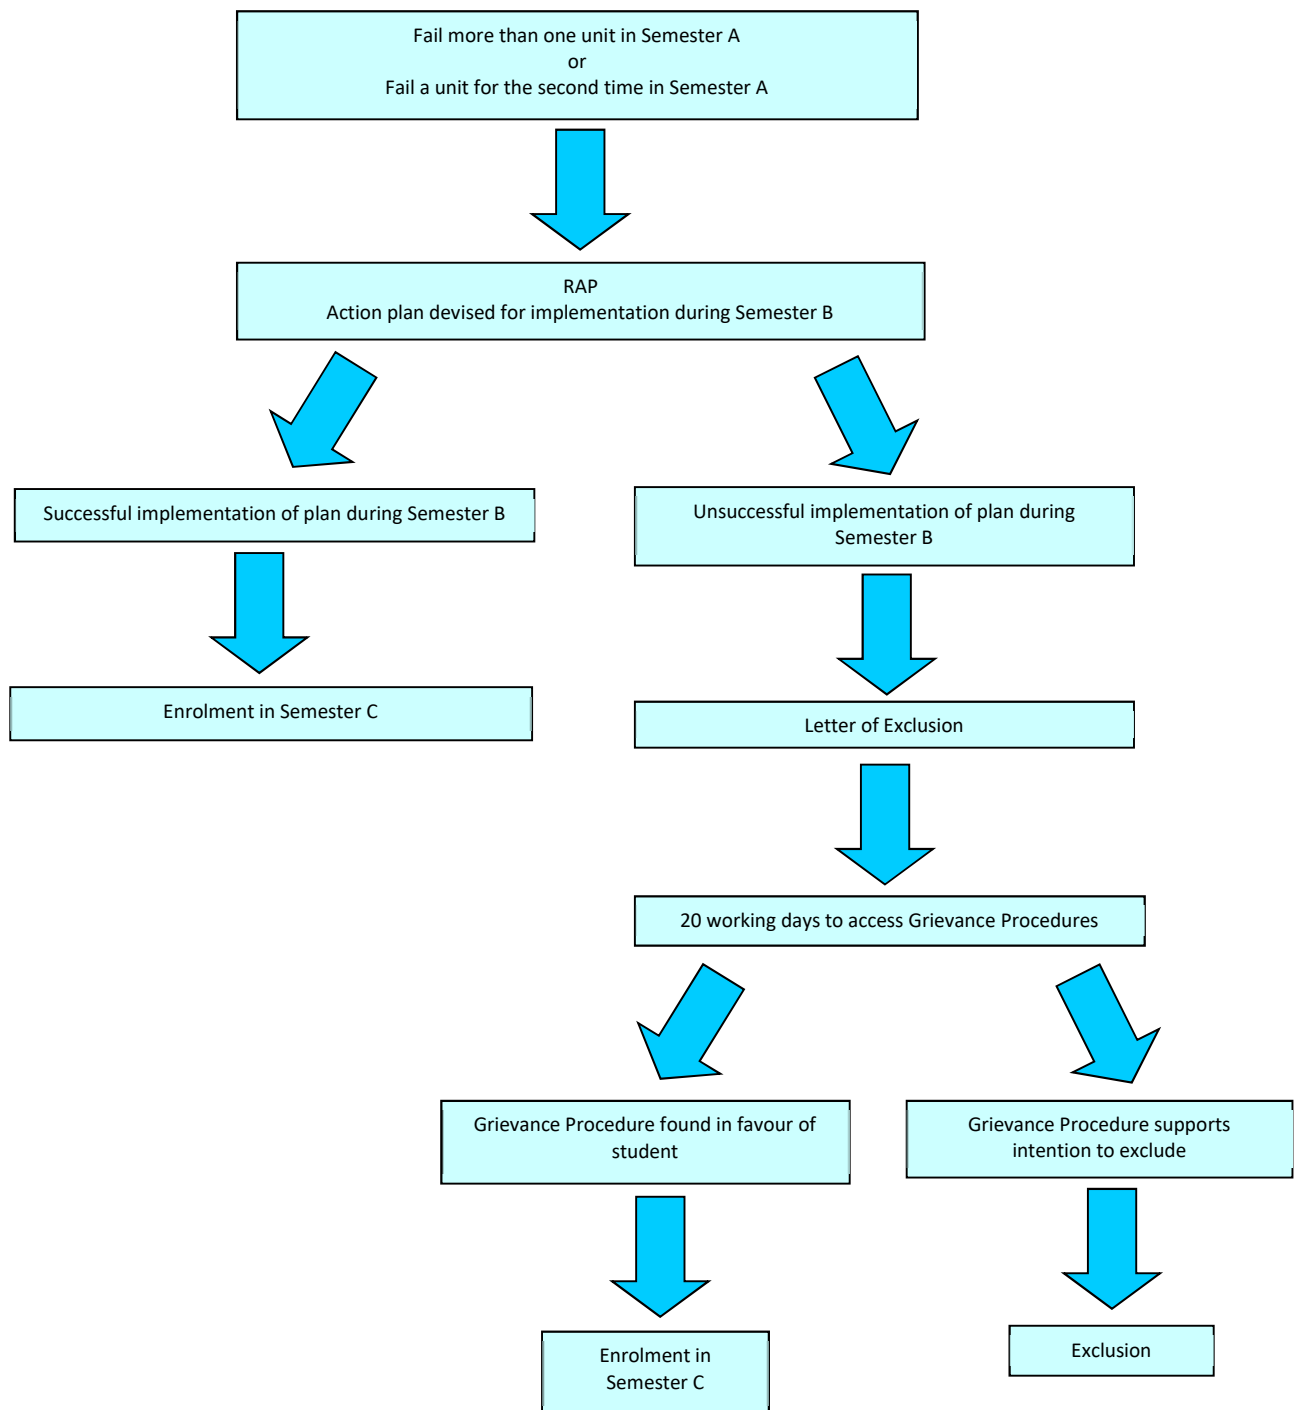 Fail more than one unit in Semester A
or
Fail a unit for the second time in Semester A
RAP
Action plan devised for implementation during Semester B
Successful implementation of plan during Semester B
Unsuccessful implementation of plan during
Semester B
Enrolment in Semester C
Letter of Exclusion
20 working days to access Grievance Procedures
Grievance Procedure found in favour of
student
Grievance Procedure supports
intention to exclude
Enrolment in
Semester C
Exclusion